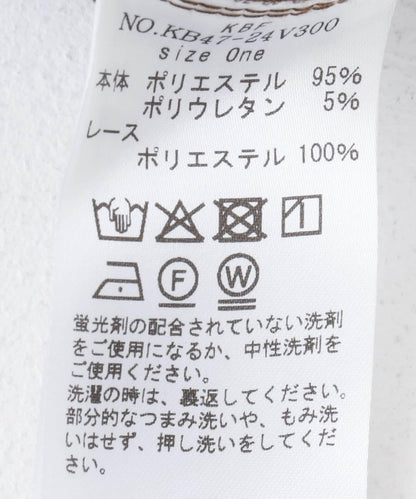 KBF
NO.KB47-24V300
size One
本体 ポリエステル 95%
ポリウレタン 5%
レース
ポリエステル 100%
F W
蛍光剤の配合されていない洗剤
をご使用になるか、中性洗剤を
ご使用ください。
洗濯の時は、裏返してください。
部分的なつまみ洗いや、もみ洗
いはせず、押し洗いをしてくだ
さい。